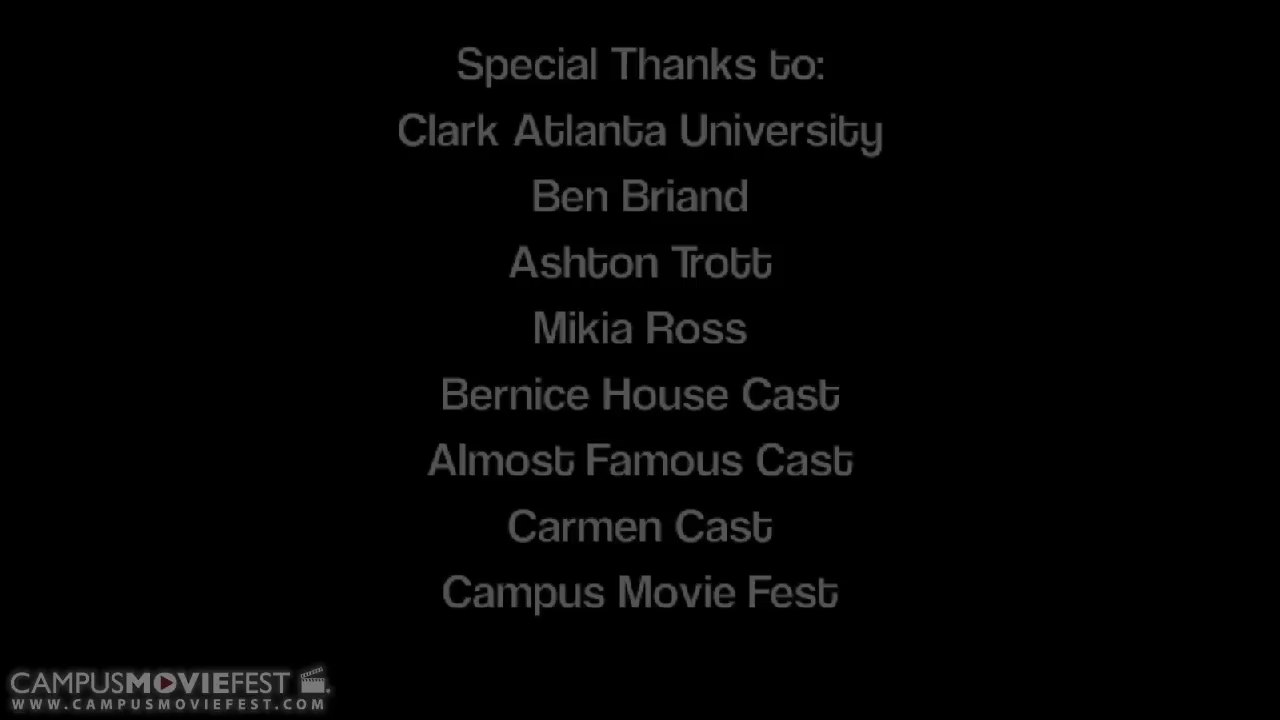 Special Thanks to:
Clark Atlanta University
Ben Briand
Ashton Trott
Mikia Ross
Bernice House Cast
Almost Famous Cast
Carmen Cast
Campus Movie Fest
CAMPUSMOVIEFEST.
WWW.CAMPUSMOVIEFEST.COM